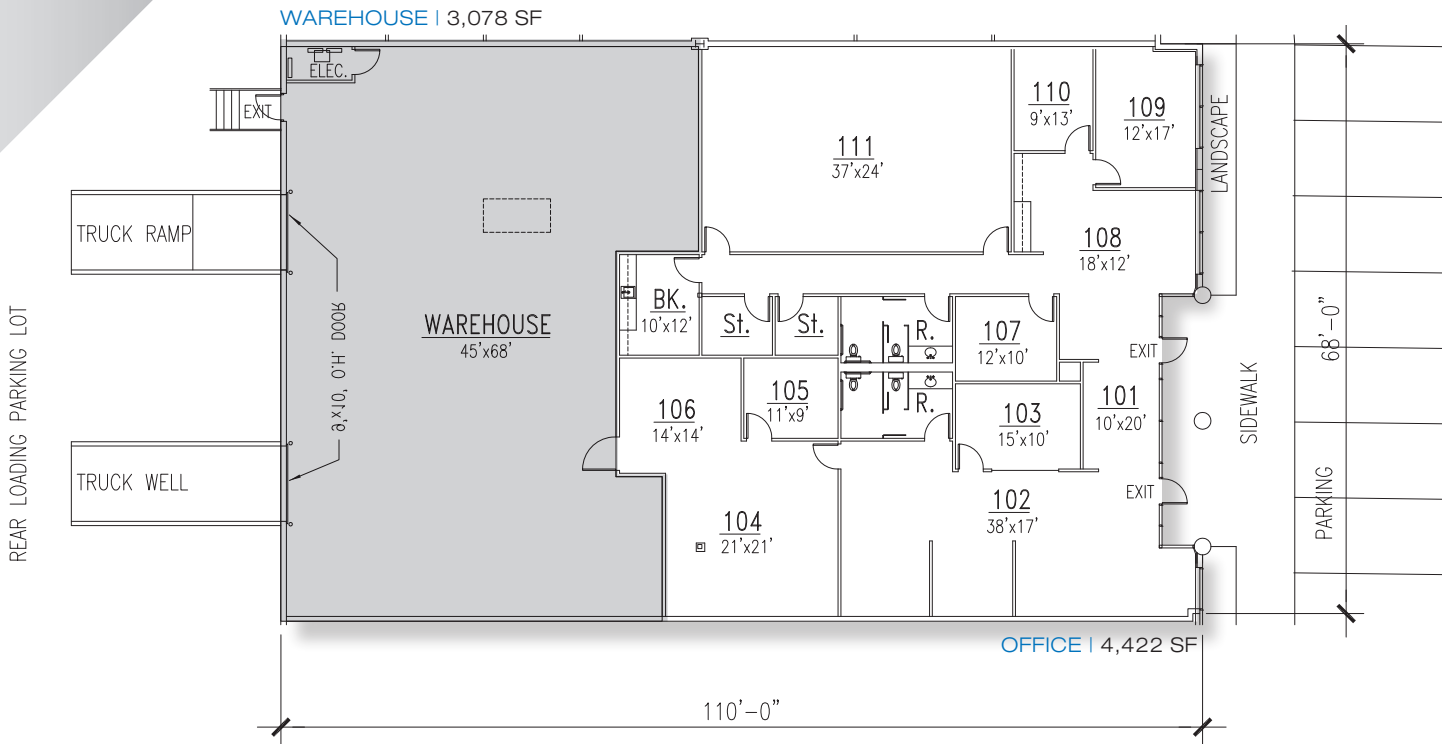 WAREHOUSE | 3,078 SF
ELEC.
EXIT
TRUCK RAMP
TRUCK WELL
REAR LOADING PARKING LOT
9'x10' O'H' DOOR
WAREHOUSE
45'x68'
111
37'x24'
110
9'x13'
109
12'x17'
LANDSCAPE
108
18'x12'
BK.
10'x12'
St.
St.
R.
107
12'x10'
EXIT
R.
106
14'x14'
105
11'x9'
103
15'x10'
101
10'x20'
EXIT
102
38'x17'
104
21'x21'
SIDEWALK
PARKING
68'-0"
OFFICE | 4,422 SF
110'-0"